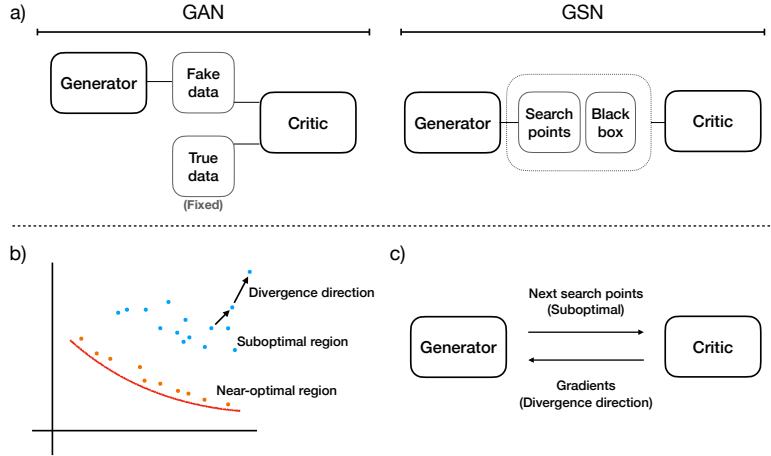 a)
GAN
GSN
Generator
Fake
data
True
data
(Fixed)
Critic
Generator
Search
points
Black
box
Critic
b)
Divergence direction
Suboptimal region
Near-optimal region
c)
Generator
Next search points
(Suboptimal)
Gradients
(Divergence direction)
Critic